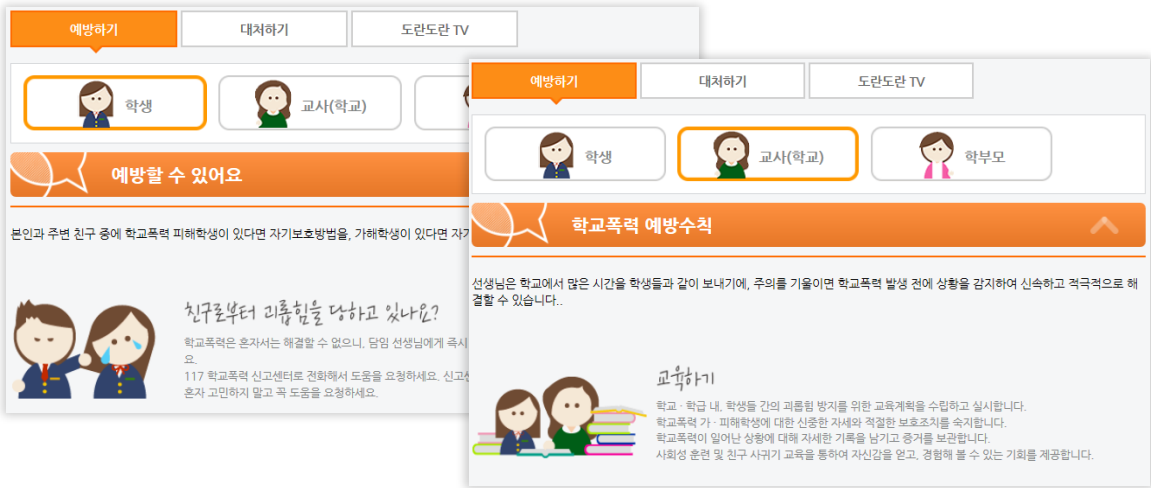 예방하기
대처하기
도란도란 TV
학생
교사(학교)
예방할 수 있어요
본인과 주변 친구 중에 학교폭력 피해학생이 있다면 자기보호방법을, 가해학생이 있다면
친구로부터 괴롭힘을 당하고 있나요?
학교폭력은 혼자서는 해결할 수 없으니, 담임 선생님에게 즉시
요.
117 학교폭력 신고센터로 전화해서 도움을 요청하세요.
혼자 고민하지 말고 꼭 도움을 요청하세요.
예방하기
대처하기
도란도란 TV
학생
교사(학교)
학부모
학교폭력 예방수칙
선생님은 학교에서 많은 시간을 학생들과 같이 보내기에, 주의를 기울이면 학교폭력 발생 전에 상황을 감지하여 신속하고 적극적으로 해
결할 수 있습니다..
교육하기
학교 · 학급 내, 학생들 간의 괴롭힘 방지를 위한 교육계획을 수립하고 실시합니다.
학교폭력 가 · 피해학생에 대한 신중한 자세와 적절한 보호조치를 숙지합니다.
학교폭력이 일어난 상황에 대해 자세한 기록을 남기고 증거를 보관합니다.
사회성 훈련 및 친구 사귀기 교육을 통하여 자신감을 얻고, 경험해 볼 수 있는 기회를 제공합니다.